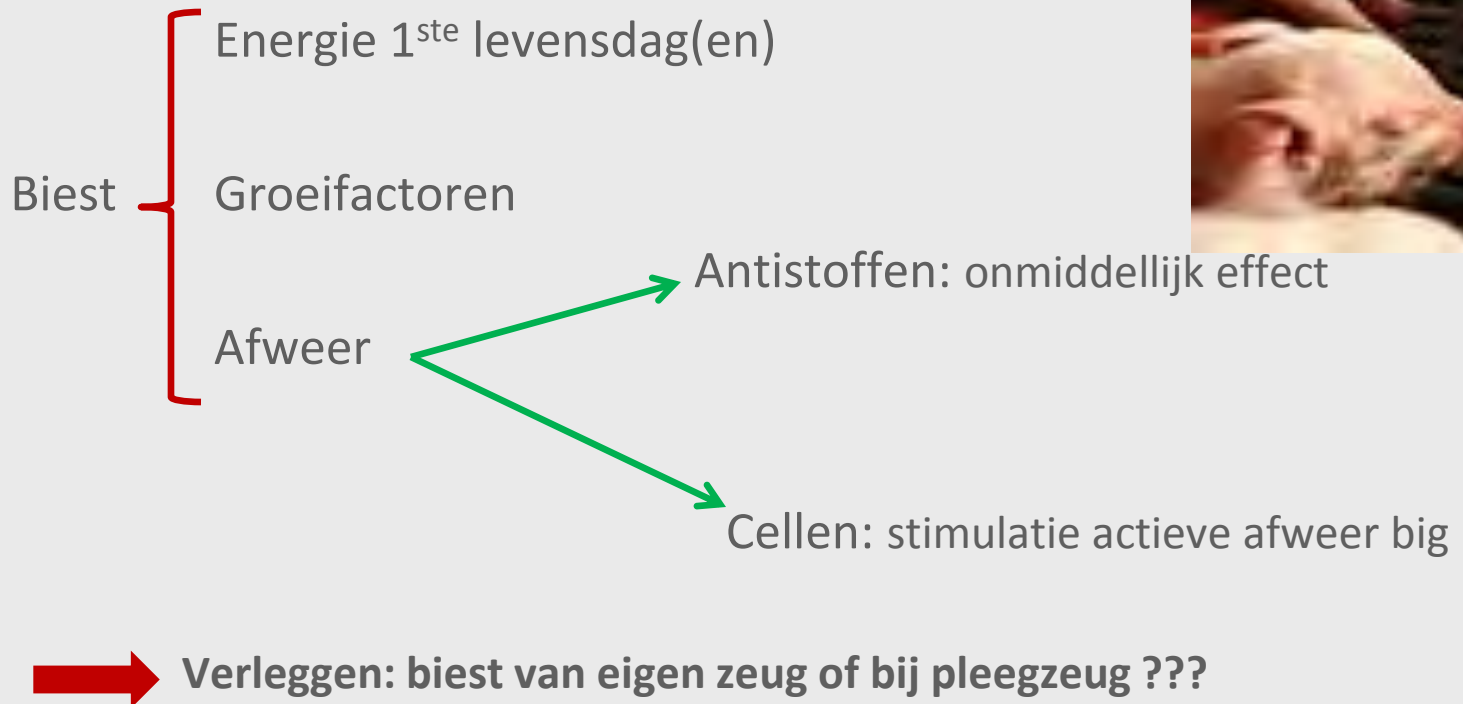 Energie 1ste levensdag(en)
Biest
Groeifactoren
Antistoffen: onmiddellijk effect
Afweer
Cellen: stimulatie actieve afweer big
Verleggen: biest van eigen zeug of bij pleegzeug ???